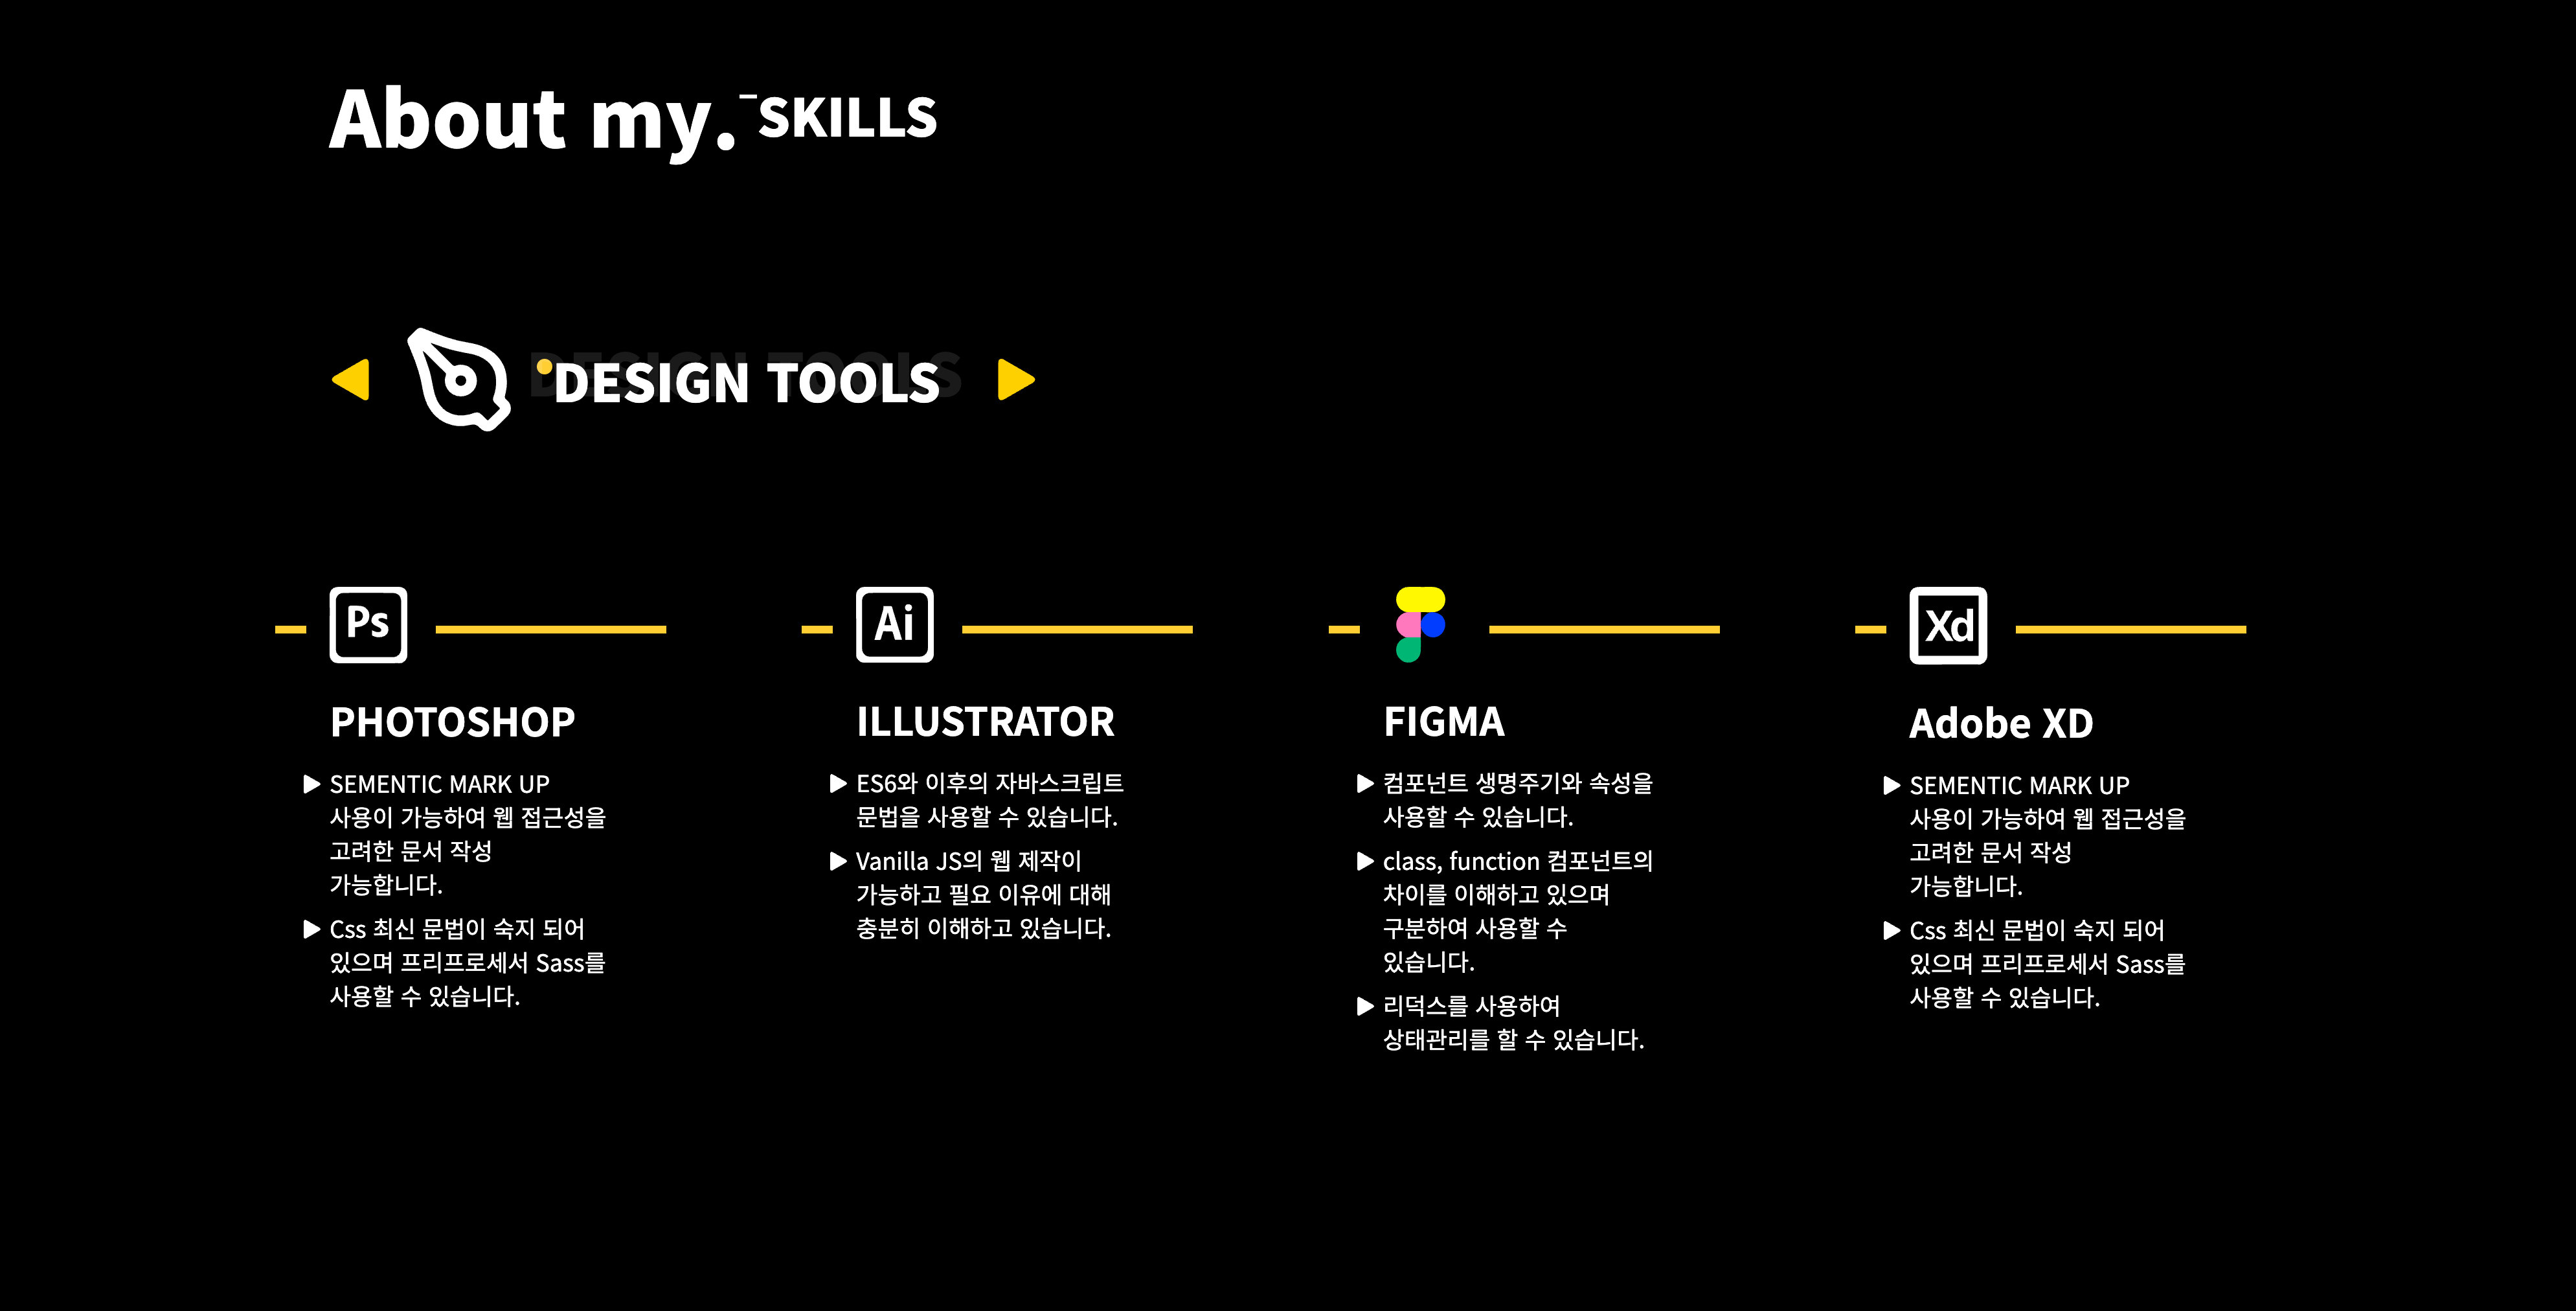 About my.
¯SKILLS
DESIGN TOOLS
DESIGN TOOLS
Ps
Ai
Xd
PHOTOSHOP
SEMENTIC MARK UP
사용이 가능하여 웹 접근성을
고려한 문서 작성
가능합니다.
Css 최신 문법이 숙지 되어
있으며 프리프로세서 Sass를
사용할 수 있습니다.
ILLUSTRATOR
ES6와 이후의 자바스크립트
문법을 사용할 수 있습니다.
Vanilla JS의 웹 제작이
가능하고 필요 이유에 대해
충분히 이해하고 있습니다.
FIGMA
컴포넌트 생명주기와 속성을
사용할 수 있습니다.
class, function 컴포넌트의
차이를 이해하고 있으며
구분하여 사용할 수
있습니다.
리덕스를 사용하여
상태관리를 할 수 있습니다.
Adobe XD
SEMENTIC MARK UP
사용이 가능하여 웹 접근성을
고려한 문서 작성
가능합니다.
Css 최신 문법이 숙지 되어
있으며 프리프로세서 Sass를
사용할 수 있습니다.